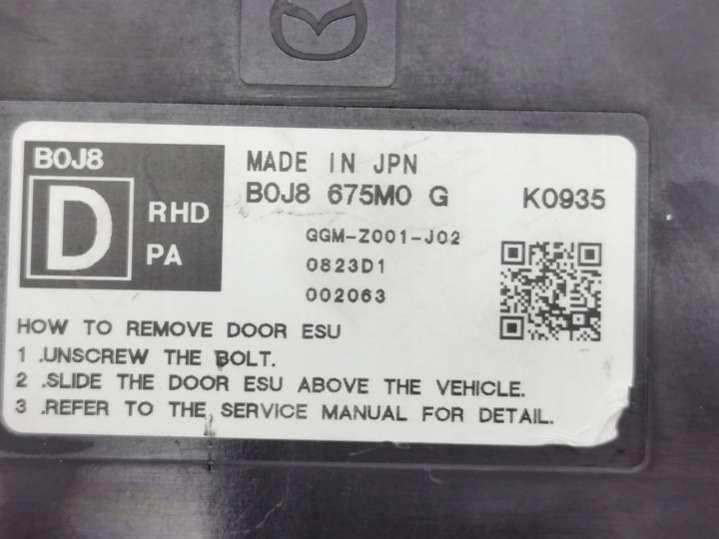 B0J8
D
RHD
PA
MADE IN JPN
B0J8 675M0 G K0935
GGM-Z001-J02
0823D1
002063
HOW TO REMOVE DOOR ESU
1 .UNSCREW THE BOLT.
2 .SLIDE THE DOOR ESU ABOVE THE VEHICLE.
3 .REFER TO THE SERVICE MANUAL FOR DETAIL.